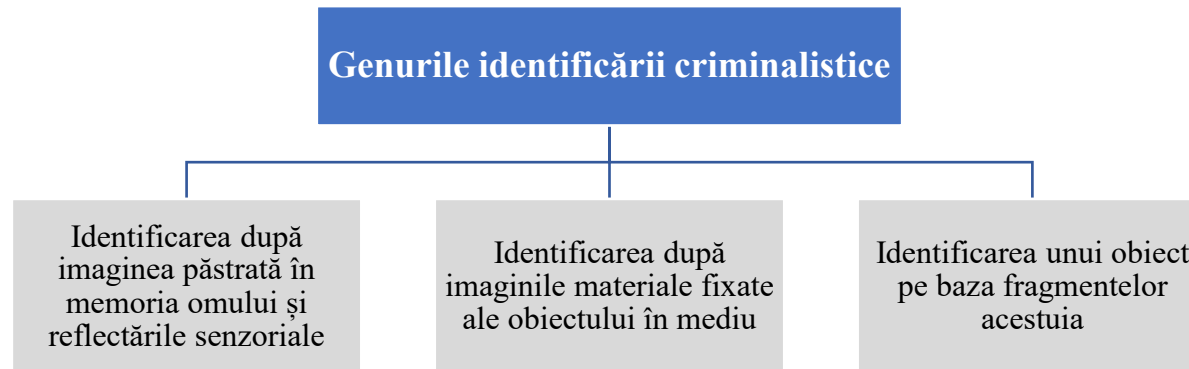 Genurile identificării criminalistice
Identificarea după
imaginea păstrată în
memoria omului și
reflectările senzoriale
Identificarea după
imaginile materiale fixate
ale obiectului în mediu
Identificarea unui obiect
pe baza fragmentelor
acestuia